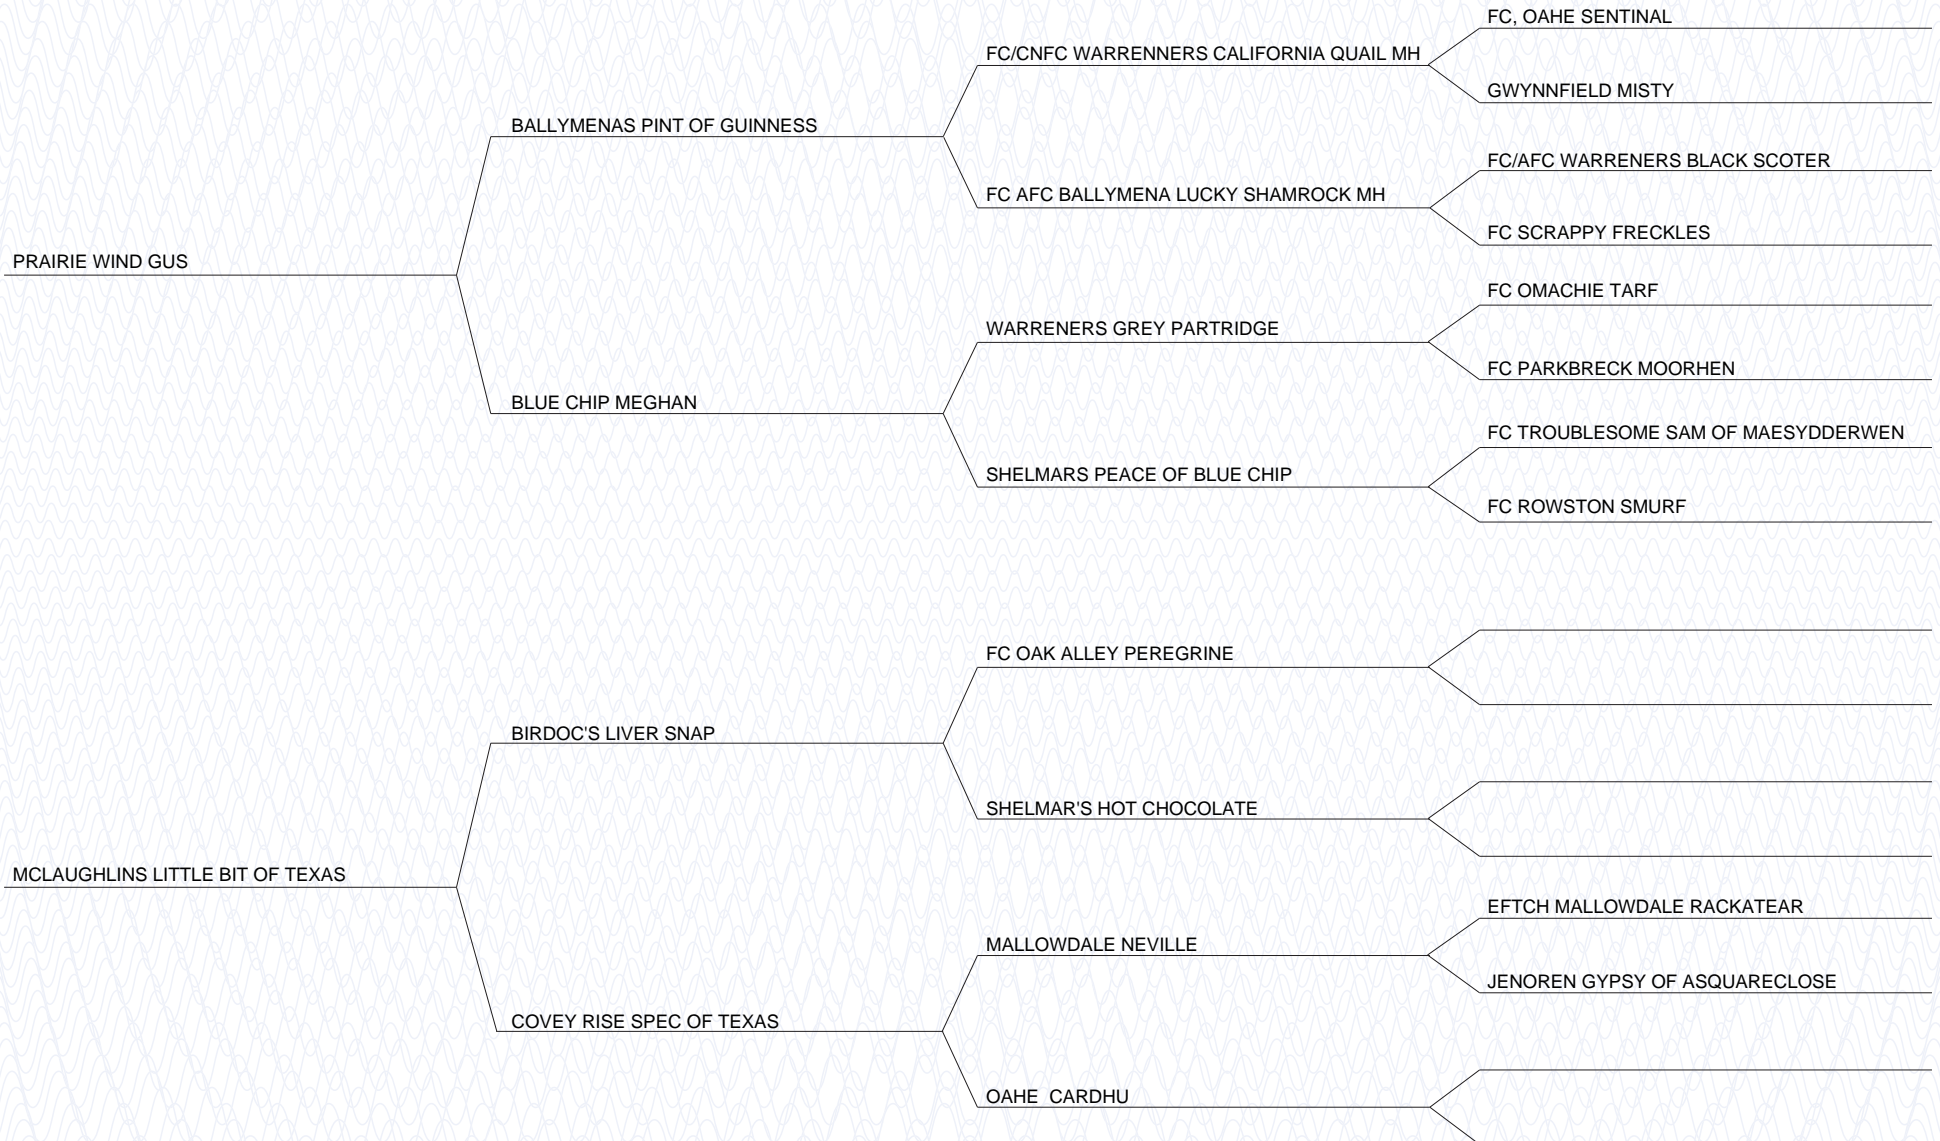 FC, OAHE SENTINAL
FC/CNFC WARRENNERS CALIFORNIA QUAIL MH
GWYNNFIELD MISTY
BALLYMENAS PINT OF GUINNESS
FC/AFC WARRENERS BLACK SCOTER
FC AFC BALLYMENA LUCKY SHAMROCK MH
FC SCRAPPY FRECKLES
PRAIRIE WIND GUS
FC OMACHIE TARF
WARRENERS GREY PARTRIDGE
FC PARKBRECK MOORHEN
BLUE CHIP MEGHAN
FC TROUBLESOME SAM OF MAESYDDERWEN
SHELMARS PEACE OF BLUE CHIP
FC ROWSTON SMURF
FC OAK ALLEY PEREGRINE
BIRDOC'S LIVER SNAP
SHELMAR'S HOT CHOCOLATE
MCLAUGHLINS LITTLE BIT OF TEXAS
EFTCH MALLOWDALE RACKATEAR
MALLOWDALE NEVILLE
JENOREN GYPSY OF ASQUARECLOSE
COVEY RISE SPEC OF TEXAS
OAHE  CARDHU